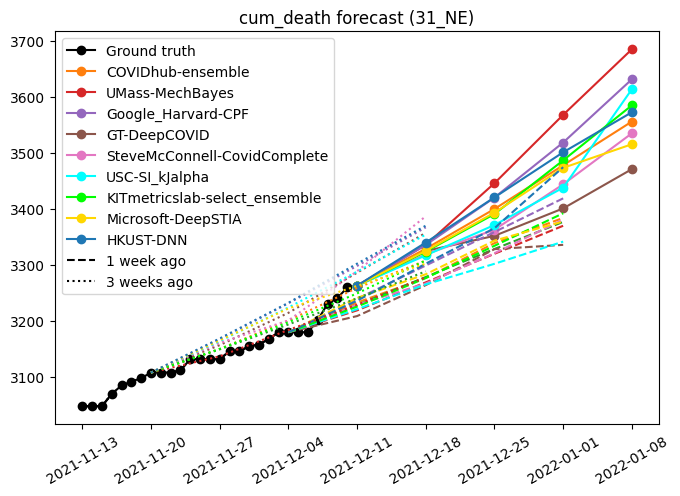 cum_death forecast (31_NE)
3700
3600
3500
3400
3300
3200
3100
Ground truth
COVIDhub-ensemble
UMass-MechBayes
Google_Harvard-CPF
GT-DeepCOVID
SteveMcConnell-CovidComplete
USC-SI_kJalpha
KITmetricslab-select_ensemble
Microsoft-DeepSTIA
HKUST-DNN
1 week ago
3 weeks ago
2021-11-13
2021-11-20
2021-11-27
2021-12-04
2021-12-11
2021-12-18
2021-12-25
2022-01-01
2022-01-08